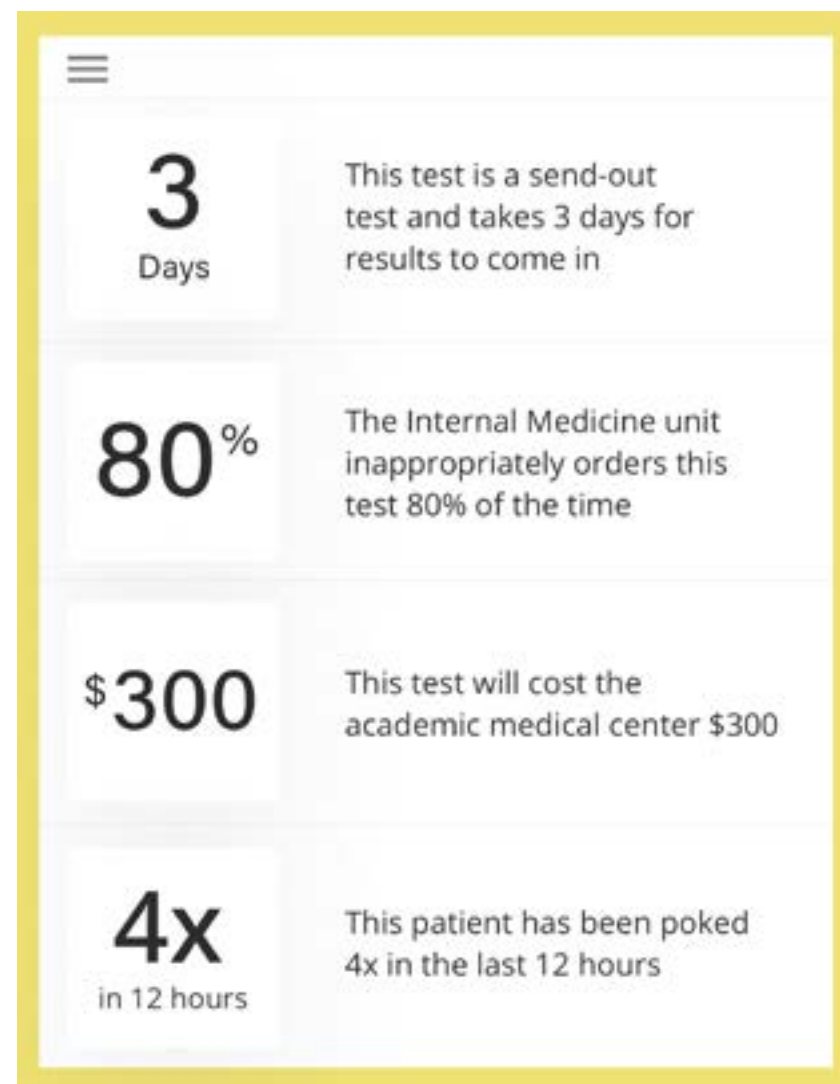 3
Days
This test is a send-out
test and takes 3 days for
results to come in
80%
The Internal Medicine unit
inappropriately orders this
test 80% of the time
$300
This test will cost the
academic medical center $300
4x
in 12 hours
This patient has been poked
4x in the last 12 hours